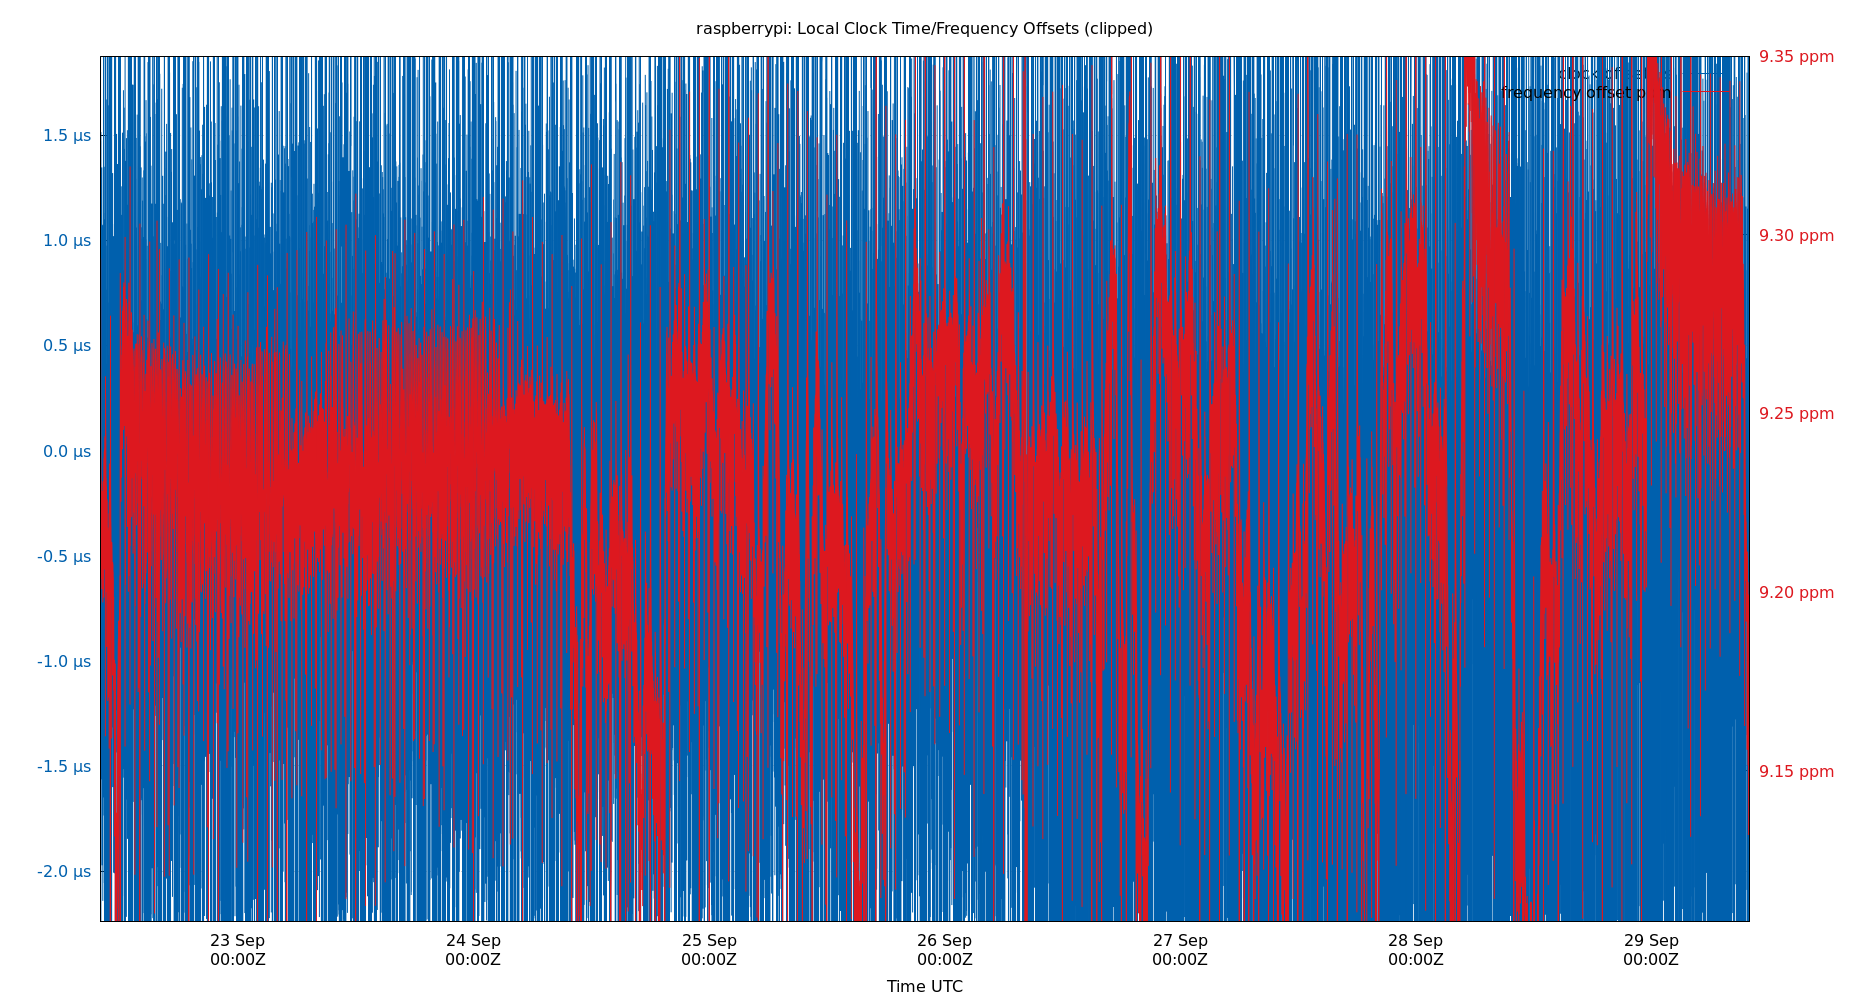 raspberrypi: Local Clock Time/Frequency Offsets (clipped)
9.35 ppm
clock
frequency offset
1.5 µs
1.0 µs
9.30 ppm
0.5 µs
9.25 ppm
0.0 µs
-0.5 µs
9.20 ppm
-1.0 µs
-1.5 µs
9.15 ppm
-2.0 µs
23 Sep 24 Sep 25 Sep 26 Sep 27 Sep 28 Sep 29 Sep
00:00Z 00:00Z 00:00Z 00:00Z 00:00Z 00:00Z 00:00Z
Time UTC